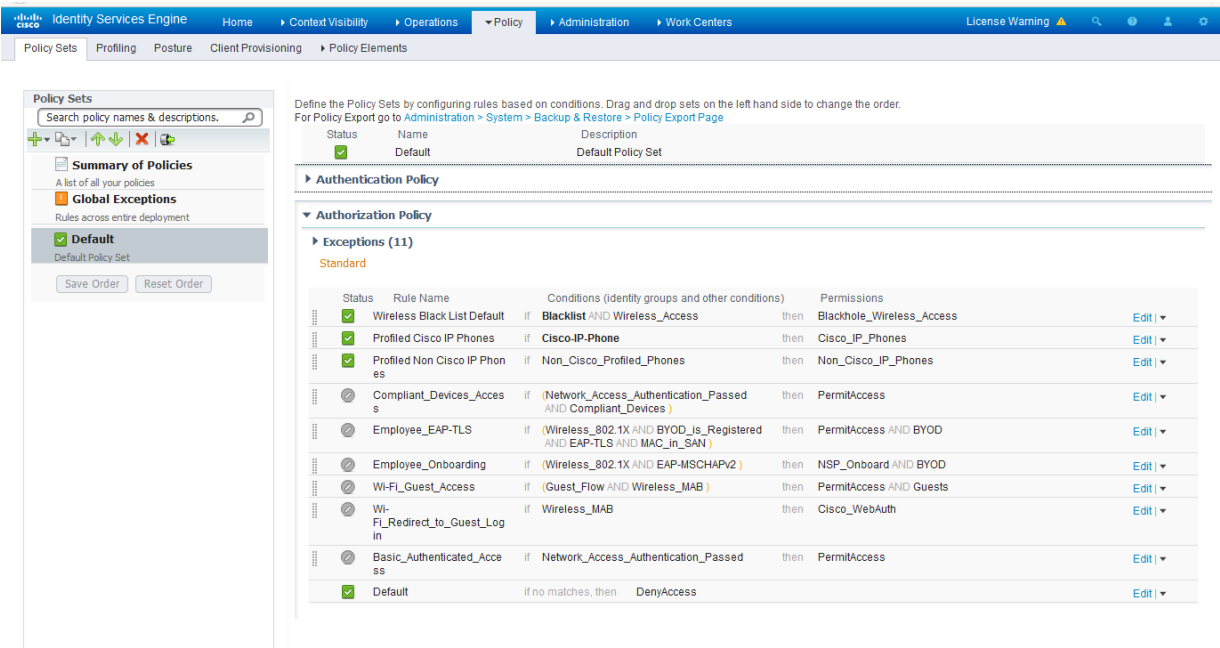 cisco Identity Services Engine Home Context Visibility Operations Policy Administration Work Centers License Warning
Policy Sets Profiling Posture Client Provisioning Policy Elements
Policy Sets
Search policy names & descriptions.
Summary of Policies
A list of all your policies
Global Exceptions
Rules across entire deployment
Default
Default Policy Set
Save Order Reset Order
Define the Policy Sets by configuring rules based on conditions. Drag and drop sets on the left hand side to change the order.
For Policy Export go to Administration > System > Backup & Restore > Policy Export Page
Status Name Description
Default Default Policy Set
Authentication Policy
Authorization Policy
Exceptions (11)
Standard
Status Rule Name Conditions (identity groups and other conditions) Permissions
Wireless Black List Default if Blacklist AND Wireless_Access then Blackhole_Wireless_Access Edit |
Profiled Cisco IP Phones if Cisco-IP-Phone then Cisco_IP_Phones Edit |
Profiled Non Cisco IP Phon if Non_Cisco_Profiled_Phones then Non_Cisco_IP_Phones Edit |
es
Compliant_Devices_Acces if (Network_Access_Authentication_Passed then PermitAccess Edit |
s AND Compliant_Devices )
Employee_EAP-TLS if (Wireless_802.1X AND BYOD_is_Registered then PermitAccess AND BYOD Edit |
AND EAP-TLS AND MAC_in_SAN )
Employee_Onboarding if (Wireless_802.1X AND EAP-MSCHAPv2 ) then NSP_Onboard AND BYOD Edit |
Wi-Fi_Guest_Access if (Guest_Flow AND Wireless_MAB ) then PermitAccess AND Guests Edit |
Wi- if Wireless_MAB then Cisco_WebAuth Edit |
Fi_Redirect_to_Guest_Log
in
Basic_Authenticated_Acce if Network_Access_Authentication_Passed then PermitAccess Edit |
ss
Default if no matches, then DenyAccess Edit |